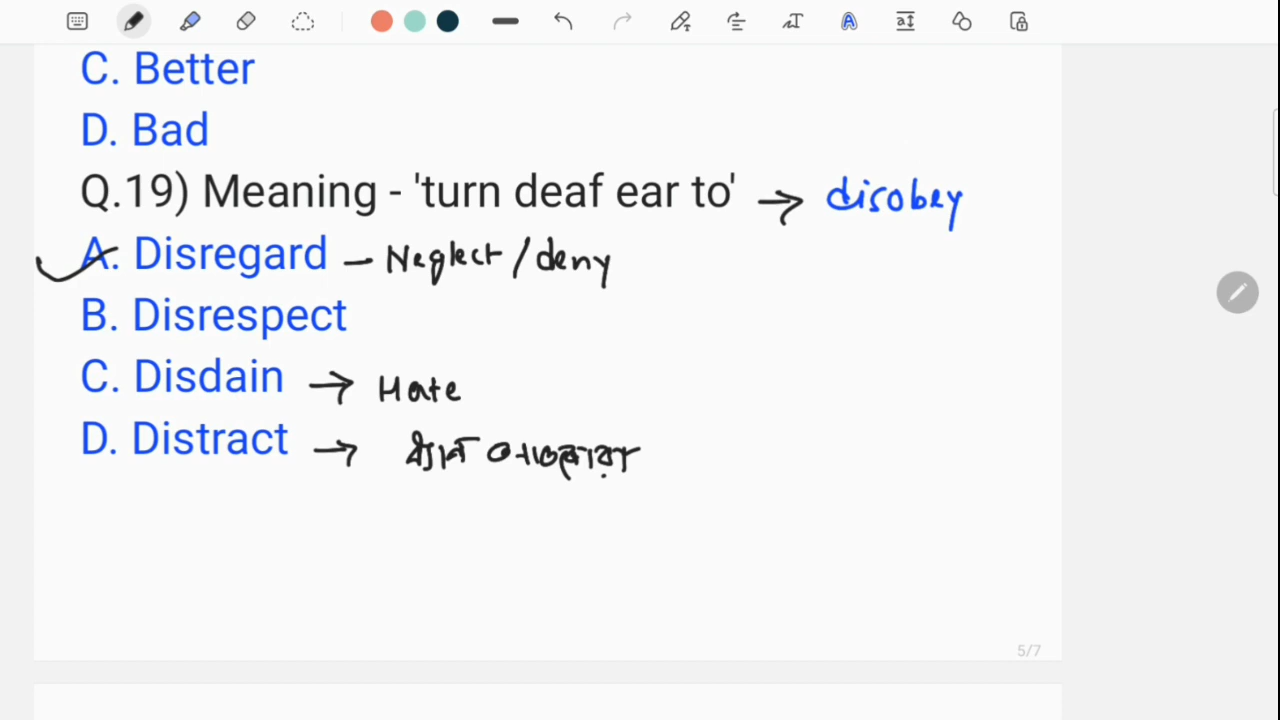 C. Better
D. Bad
Q.19) Meaning - 'turn deaf ear to' → disobey
A. Disregard - Neglect / deny
B. Disrespect
C. Disdain → Hate
D. Distract →
5/7